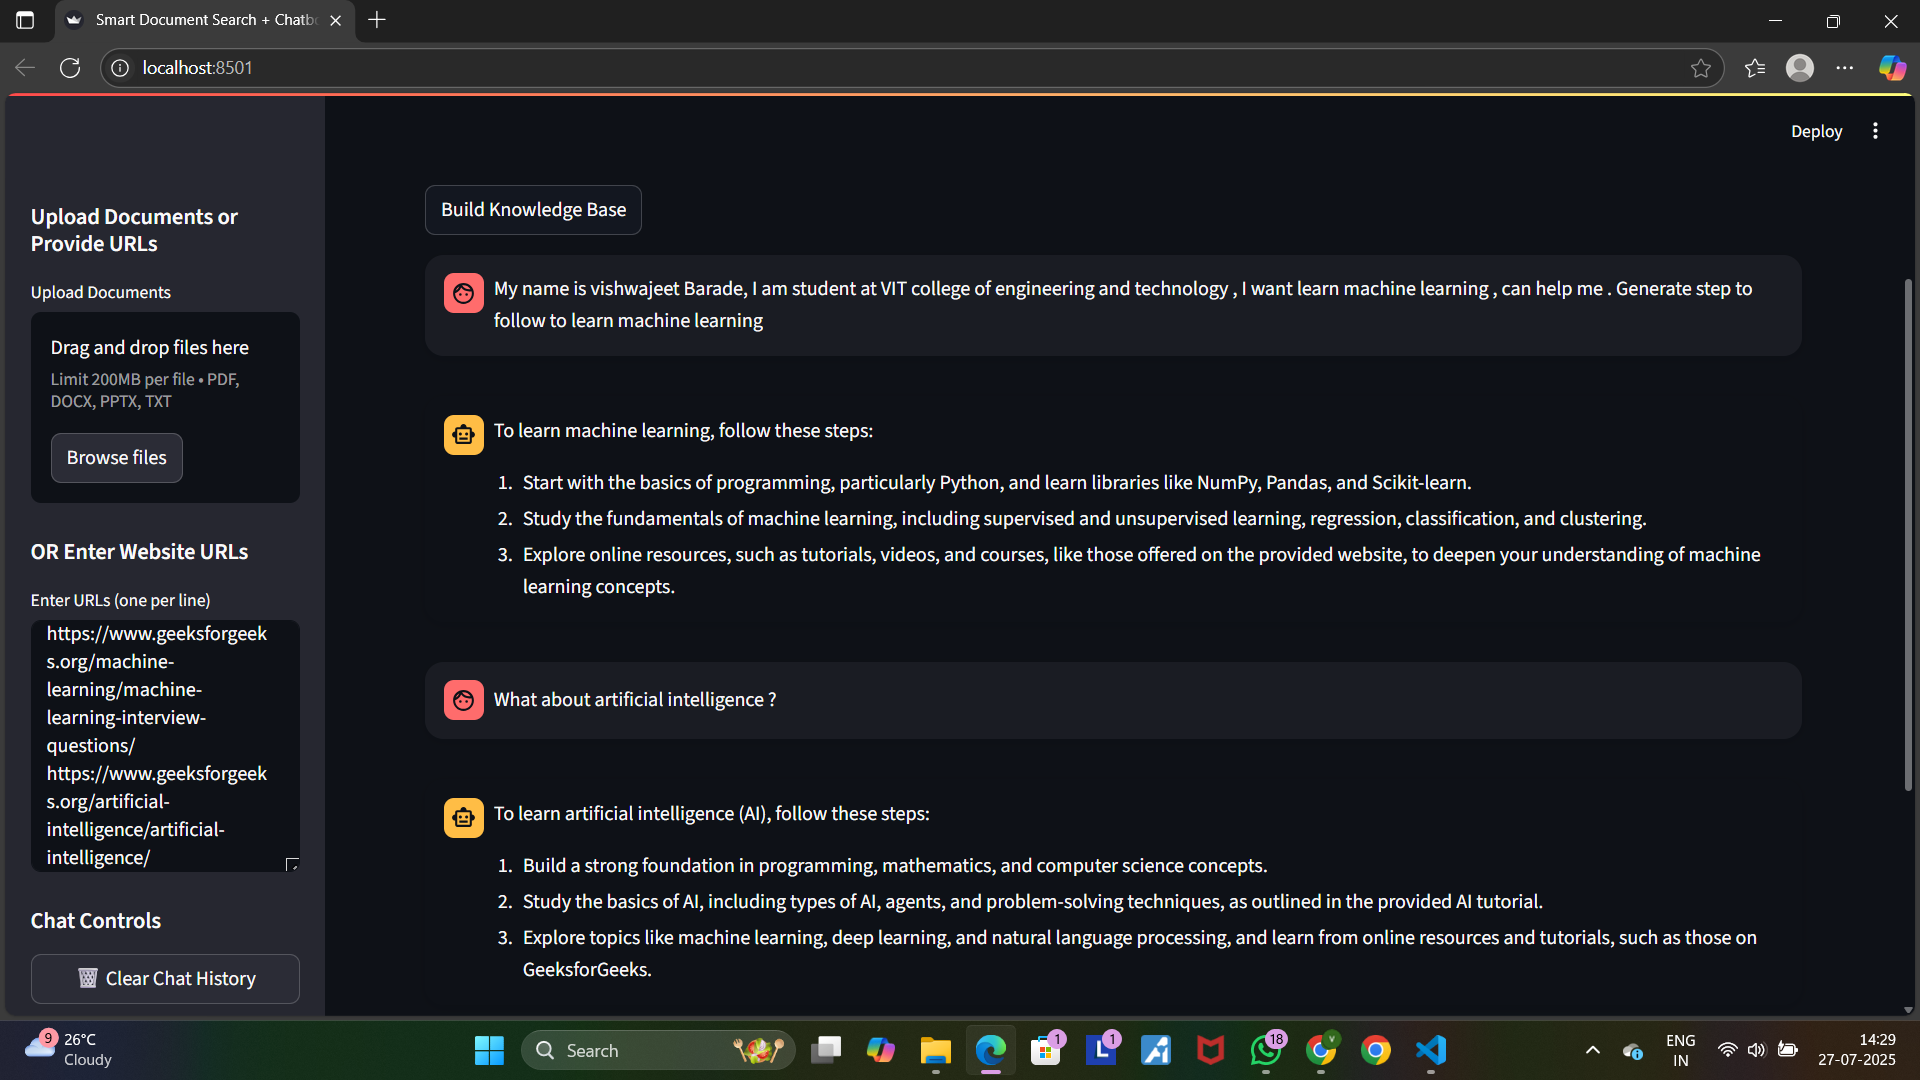 Smart Document Search + Chatb
localhost:8501
Deploy
Upload Documents or
Provide URLs
Upload Documents
Drag and drop files here
Limit 200MB per file • PDF,
DOCX, PPTX, TXT
Browse files
OR Enter Website URLs
Enter URLs (one per line)
https://www.geeksforgeek
s.org/machine-
learning/machine-
learning-interview-
questions/
https://www.geeksforgeek
s.org/artificial-
intelligence/artificial-
intelligence/
Chat Controls
🗑️ Clear Chat History
Build Knowledge Base
My name is vishwajeet Barade, I am student at VIT college of engineering and technology , I want learn machine learning , can help me . Generate step to
follow to learn machine learning
To learn machine learning, follow these steps:
1. Start with the basics of programming, particularly Python, and learn libraries like NumPy, Pandas, and Scikit-learn.
2. Study the fundamentals of machine learning, including supervised and unsupervised learning, regression, classification, and clustering.
3. Explore online resources, such as tutorials, videos, and courses, like those offered on the provided website, to deepen your understanding of machine
learning concepts.
What about artificial intelligence ?
To learn artificial intelligence (AI), follow these steps:
1. Build a strong foundation in programming, mathematics, and computer science concepts.
2. Study the basics of AI, including types of AI, agents, and problem-solving techniques, as outlined in the provided AI tutorial.
3. Explore topics like machine learning, deep learning, and natural language processing, and learn from online resources and tutorials, such as those on
GeeksforGeeks.
9
26°C
Cloudy
Search
1
L
1
18
V
ENG
IN
14:29
27-07-2025